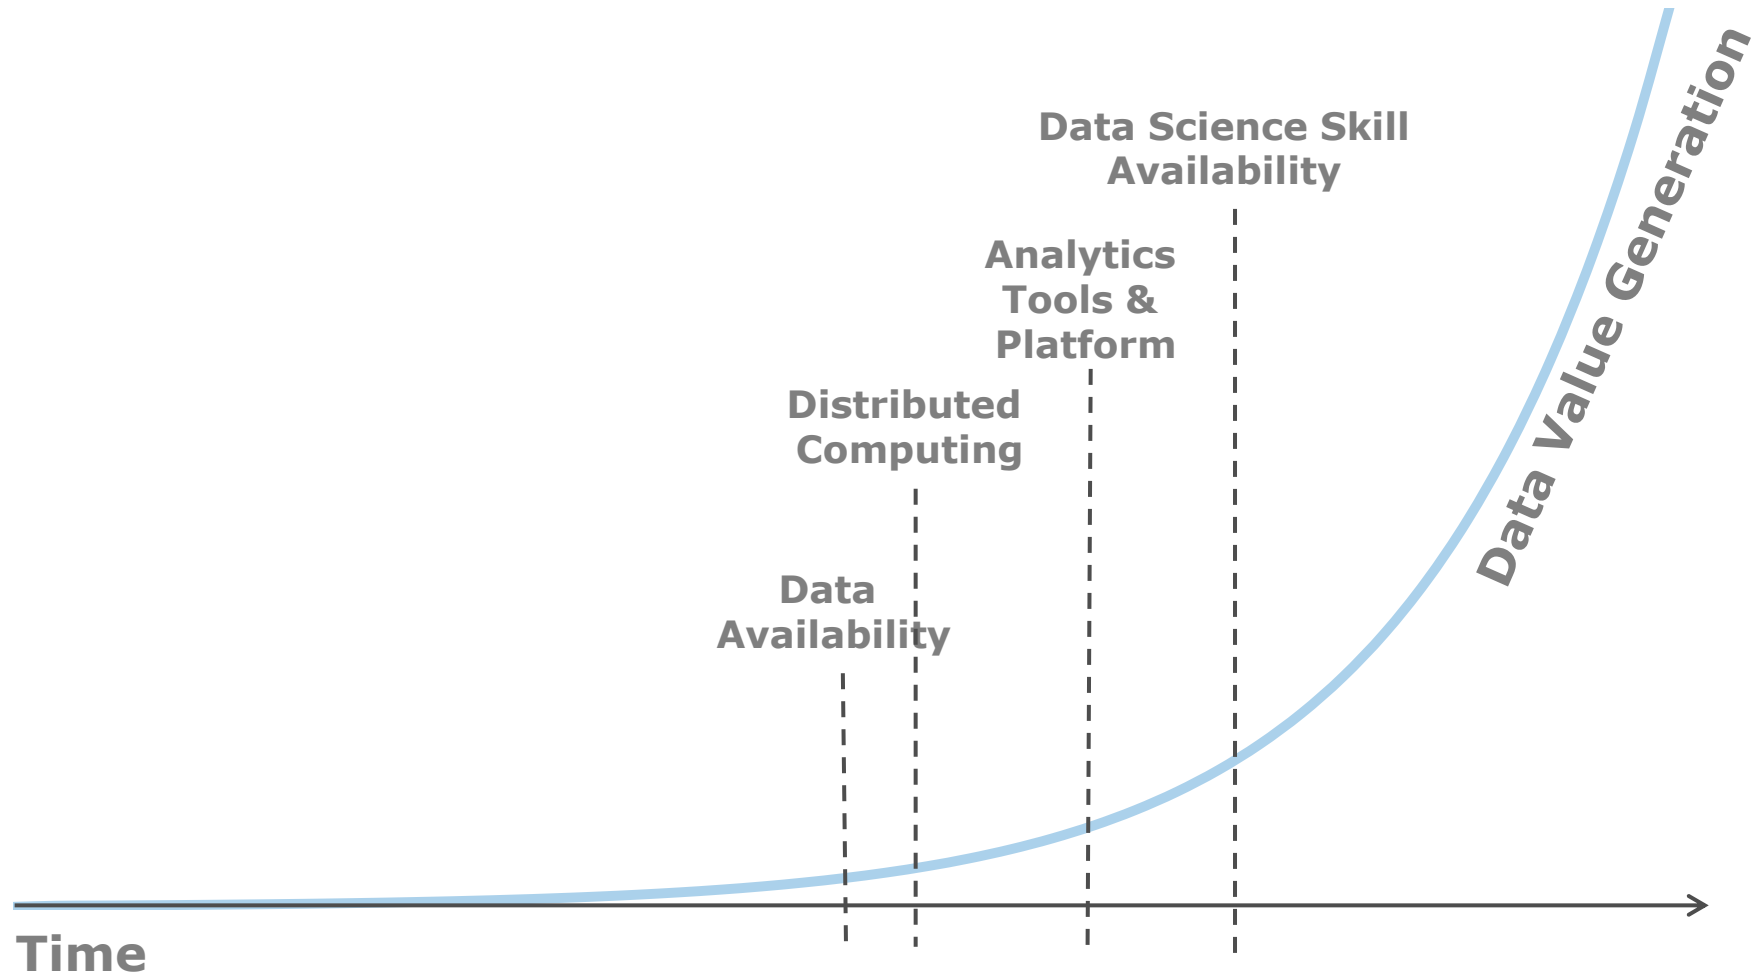 Data Science Skill
Availability
Analytics
Tools &
Platform
Distributed
Computing
Data
Availability
Data Value Generation
Time